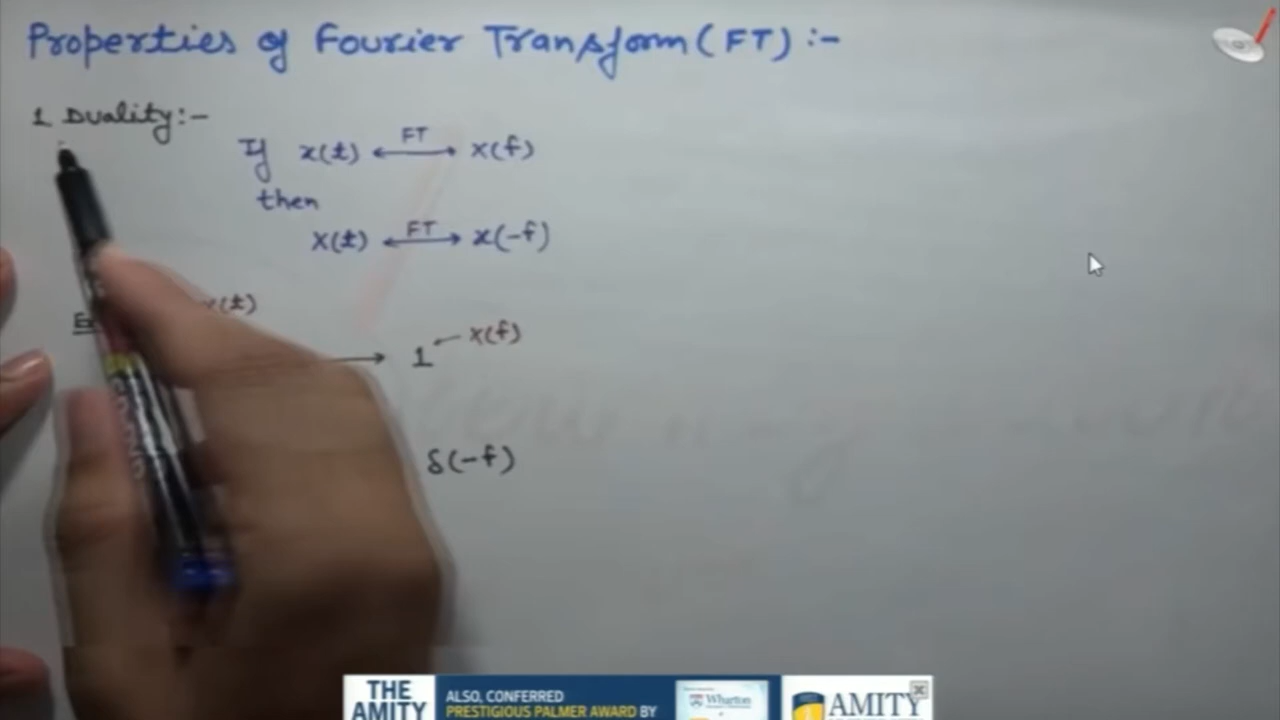 Properties of Fourier Transform (FT) :-
1 Duality:-
If x(t) ←FT→ X(f)
then
X(t) ←FT→ x(-f)
(t)
→ 1 ← X(f)
δ(-f)
THE AMITY
ALSO, CONFERRED
PRESTIGIOUS PALMER AWARD BY
Wharton
AMITY